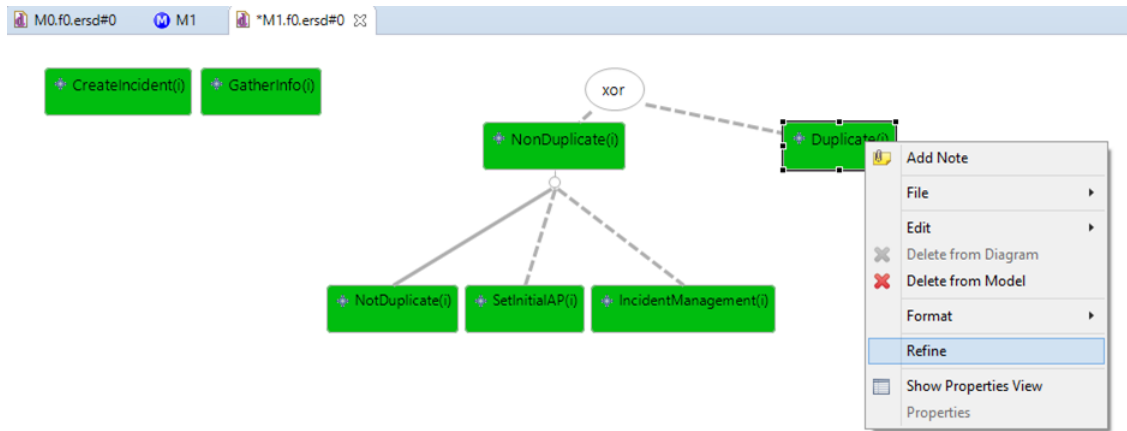 M0.f0.ersd#0 M1 *M1.f0.ersd#0
CreateIncident(i) GatherInfo(i)
xor
NonDuplicate(i) Duplicate(i)
NotDuplicate(i) SetInitialAP(i) IncidentManagement(i)
Add Note
File
Edit
Delete from Diagram
Delete from Model
Format
Refine
Show Properties View
Properties